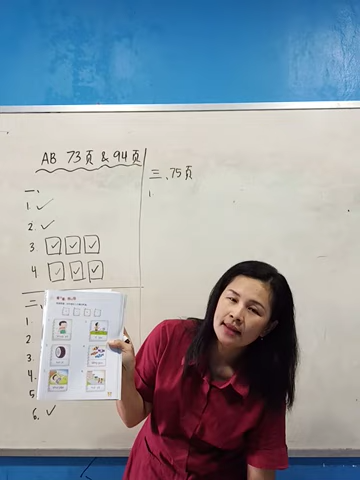 AB 73页 & 94页
一、
1. ✓
2. ✓
3 ✓ ✓ ✓
4 ✓ ✓ ✓
二、
1.
2
3.
4.
5
6. ✓
三、75页
1.